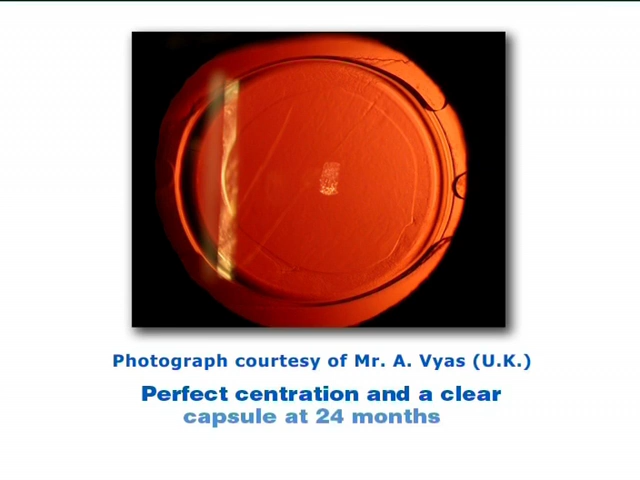 Photograph courtesy of Mr. A. Vyas (U.K.)
Perfect centration and a clear
capsule at 24 months